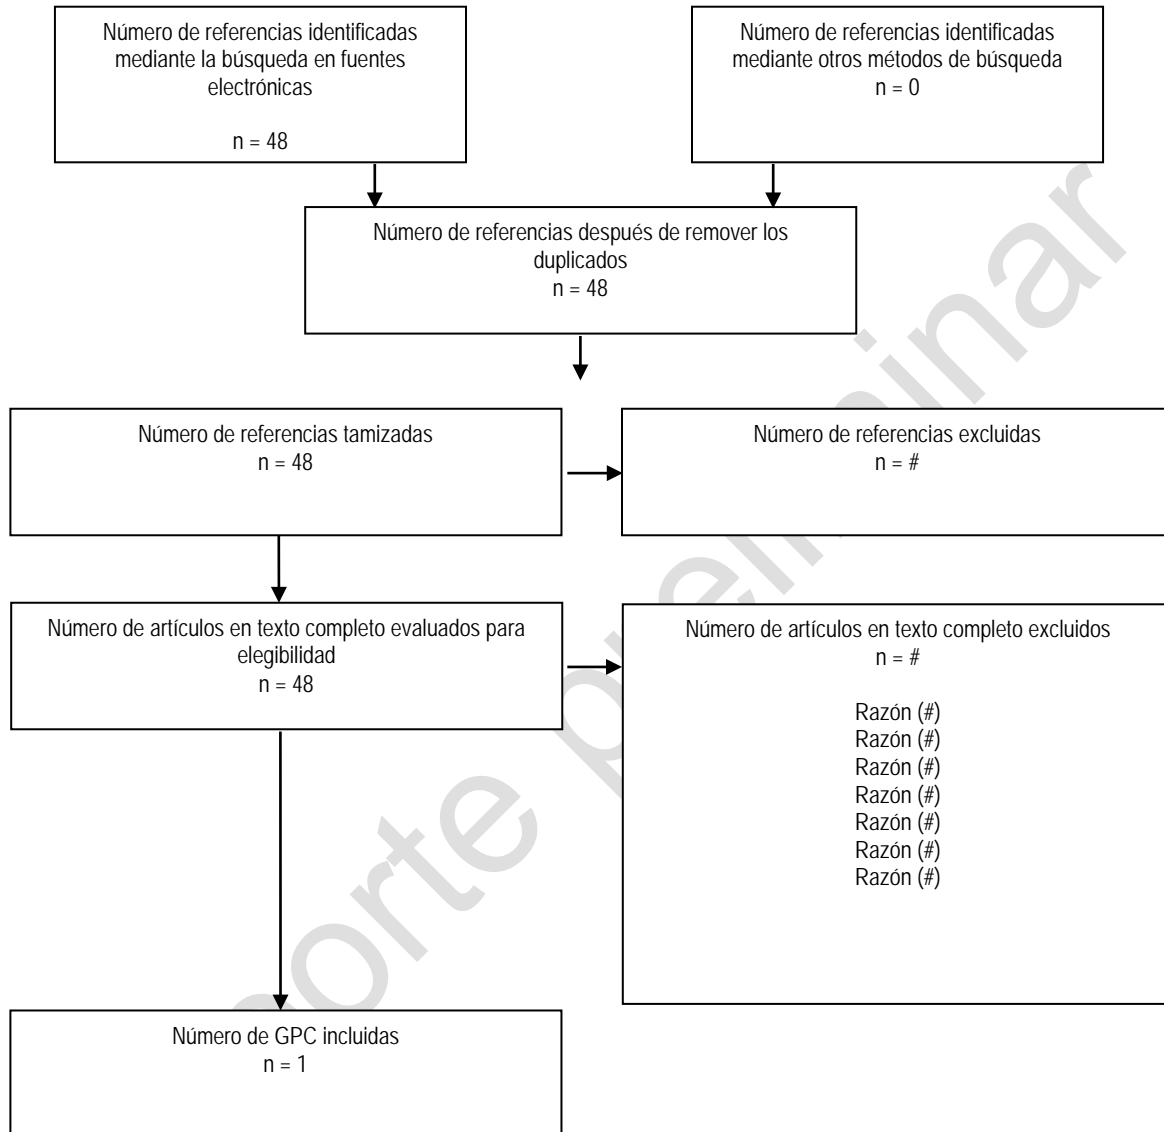 Número de referencias identificadas
mediante la búsqueda en fuentes
electrónicas
n = 48
Número de referencias identificadas
mediante otros métodos de búsqueda
n = 0
Número de referencias después de remover los
duplicados
n = 48
Número de referencias tamizadas
n = 48
Número de referencias excluidas
n = #
Número de artículos en texto completo evaluados para
elegibilidad
n = 48
Número de artículos en texto completo excluidos
n = #
Razón (#)
Razón (#)
Razón (#)
Razón (#)
Razón (#)
Razón (#)
Razón (#)
Número de GPC incluidas
n = 1